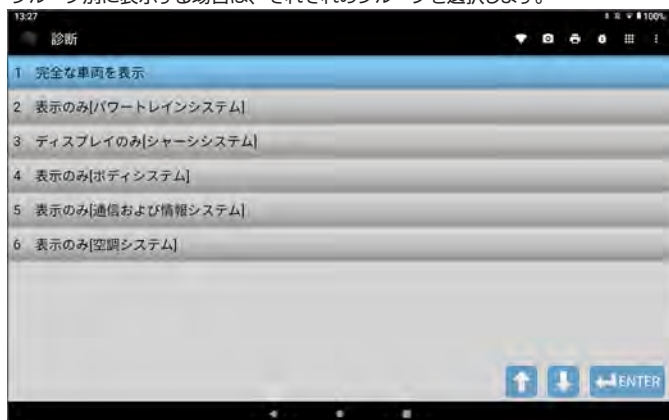 グループ別に表示する場合は、それぞれのグループを選択します。
13:27
100%
診断
1 完全な車両を表示
2 表示のみ[パワートレインシステム]
3 ディスプレイのみ[シャーシシステム]
4 表示のみ[ボディシステム]
5 表示のみ[通信および情報システム]
6 表示のみ[空調システム]
ENTER